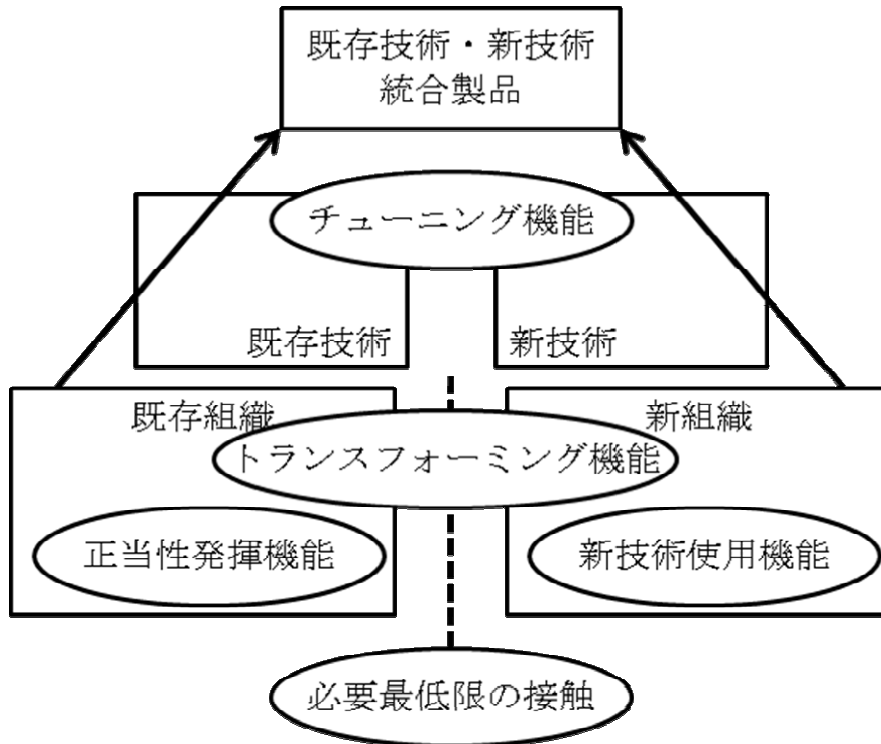 既存技術・新技術
統合製品
チューニング機能
既存技術
新技術
既存組織
新組織
トランスフォーミング機能
正当性発揮機能
新技術使用機能
必要最低限の接触